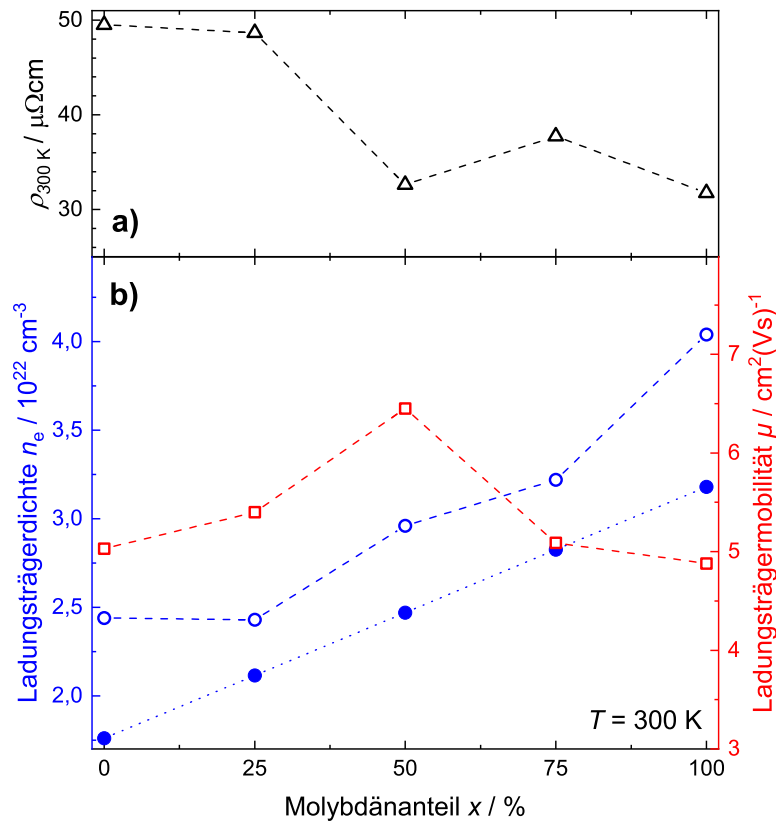 50
40
30
ρ300 K / μΩcm
a)
b)
4,0
3,5
3,0
2,5
2,0
Ladungsträgerdichte ne / 10²² cm⁻³
7
6
5
4
3
Ladungsträgermobilität μ / cm²(Vs)⁻¹
T = 300 K
0 25 50 75 100
Molybdänanteil x / %